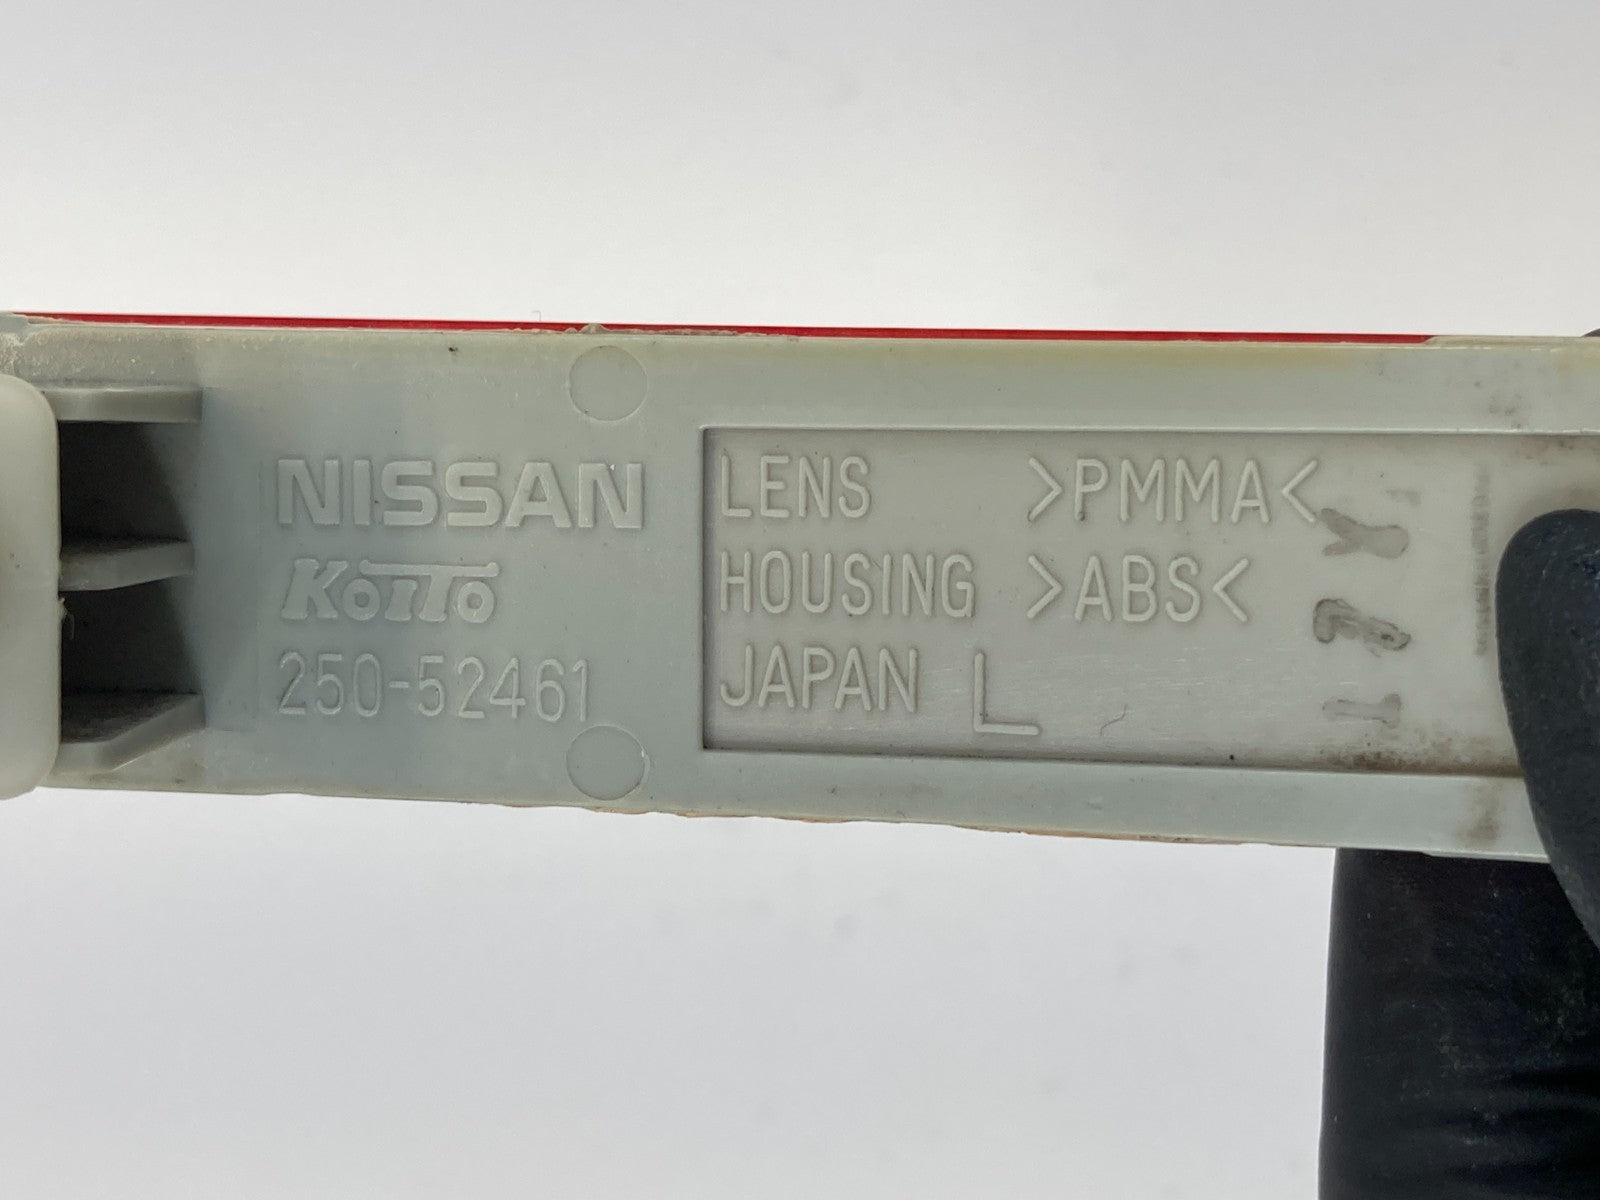 NISSAN
KOITO
250-52461
LENS >PMMA<
HOUSING >ABS<
JAPAN L